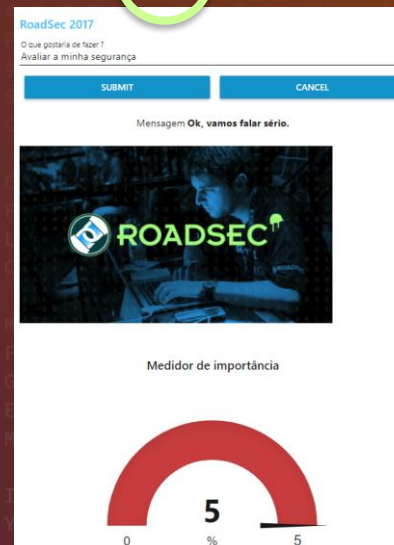 RoadSec 2017
O que gostaria de fazer ?
Avaliar a minha segurança
SUBMIT CANCEL
Mensagem Ok, vamos falar sério.
ROADSEC
Medidor de importância
5
0 % 5